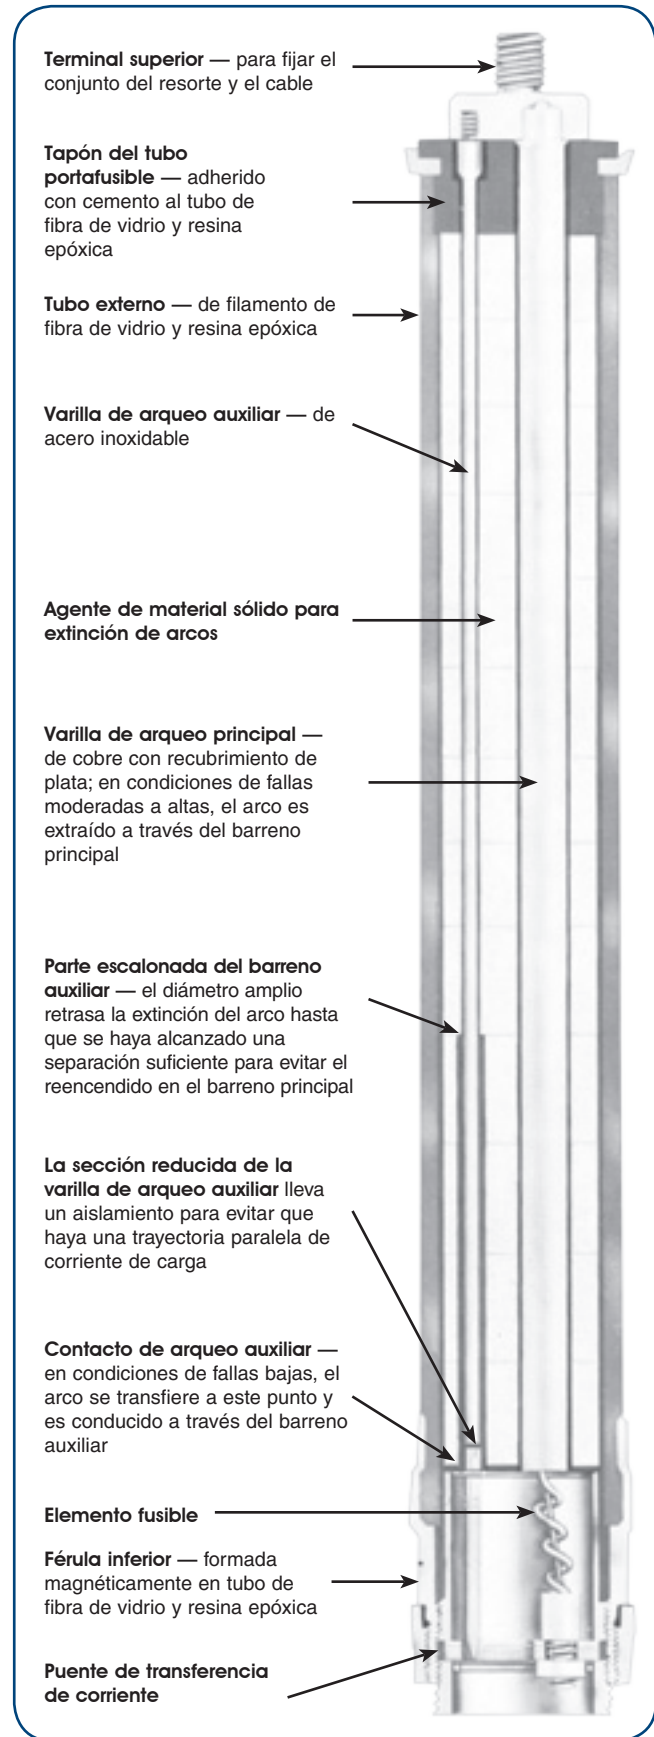 Terminal superior — para fijar el
conjunto del resorte y el cable
Tapón del tubo
portafusible — adherido
con cemento al tubo de
fibra de vidrio y resina
epóxica
Tubo externo — de filamento de
fibra de vidrio y resina epóxica
Varilla de arqueo auxiliar — de
acero inoxidable
Agente de material sólido para
extinción de arcos
Varilla de arqueo principal —
de cobre con recubrimiento de
plata; en condiciones de fallas
moderadas a altas, el arco es
extraído a través del barreno
principal
Parte escalonada del barreno
auxiliar — el diámetro amplio
retrasa la extinción del arco hasta
que se haya alcanzado una
separación suficiente para evitar el
reencendido en el barreno principal
La sección reducida de la
varilla de arqueo auxiliar lleva
un aislamiento para evitar que
haya una trayectoria paralela de
corriente de carga
Contacto de arqueo auxiliar —
en condiciones de fallas bajas, el
arco se transfiere a este punto y
es conducido a través del barreno
auxiliar
Elemento fusible
Férula inferior — formada
magnéticamente en tubo de
fibra de vidrio y resina epóxica
Puente de transferencia
de corriente